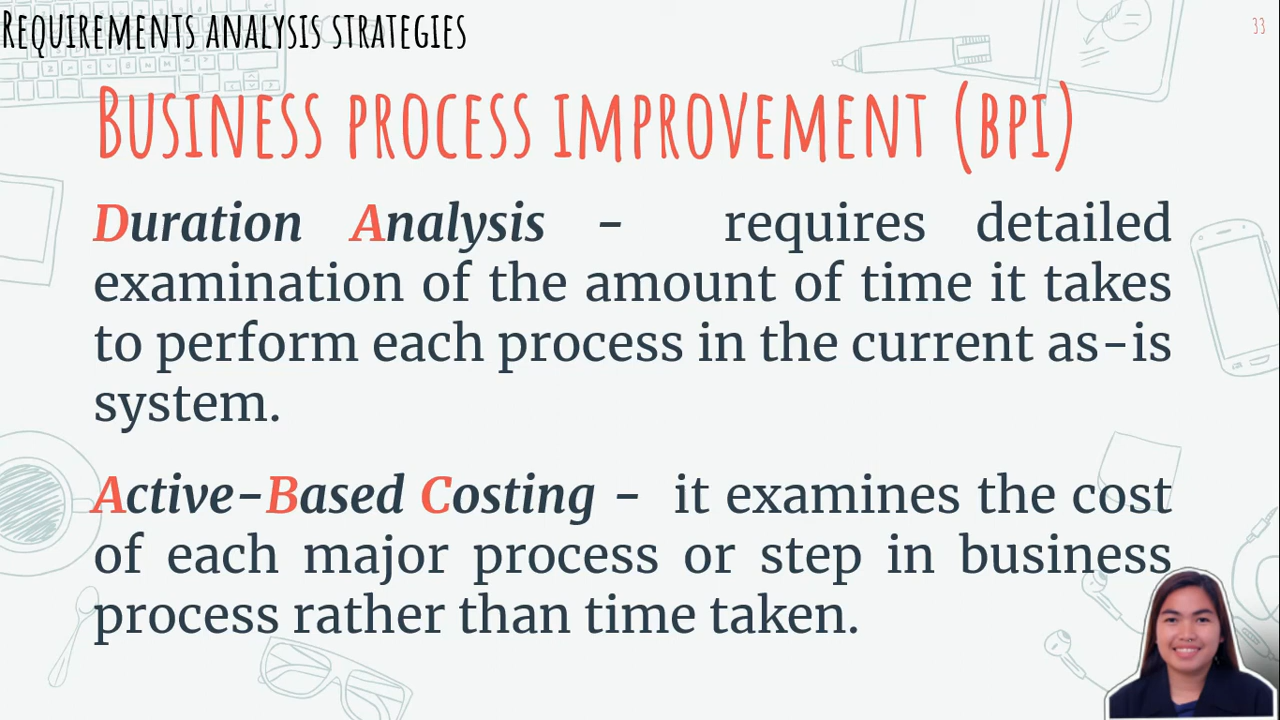 REQUIREMENTS ANALYSIS STRATEGIES
33
BUSINESS PROCESS IMPROVEMENT (BPI)
Duration Analysis - requires detailed
examination of the amount of time it takes
to perform each process in the current as-is
system.
Active-Based Costing - it examines the cost
of each major process or step in business
process rather than time taken.